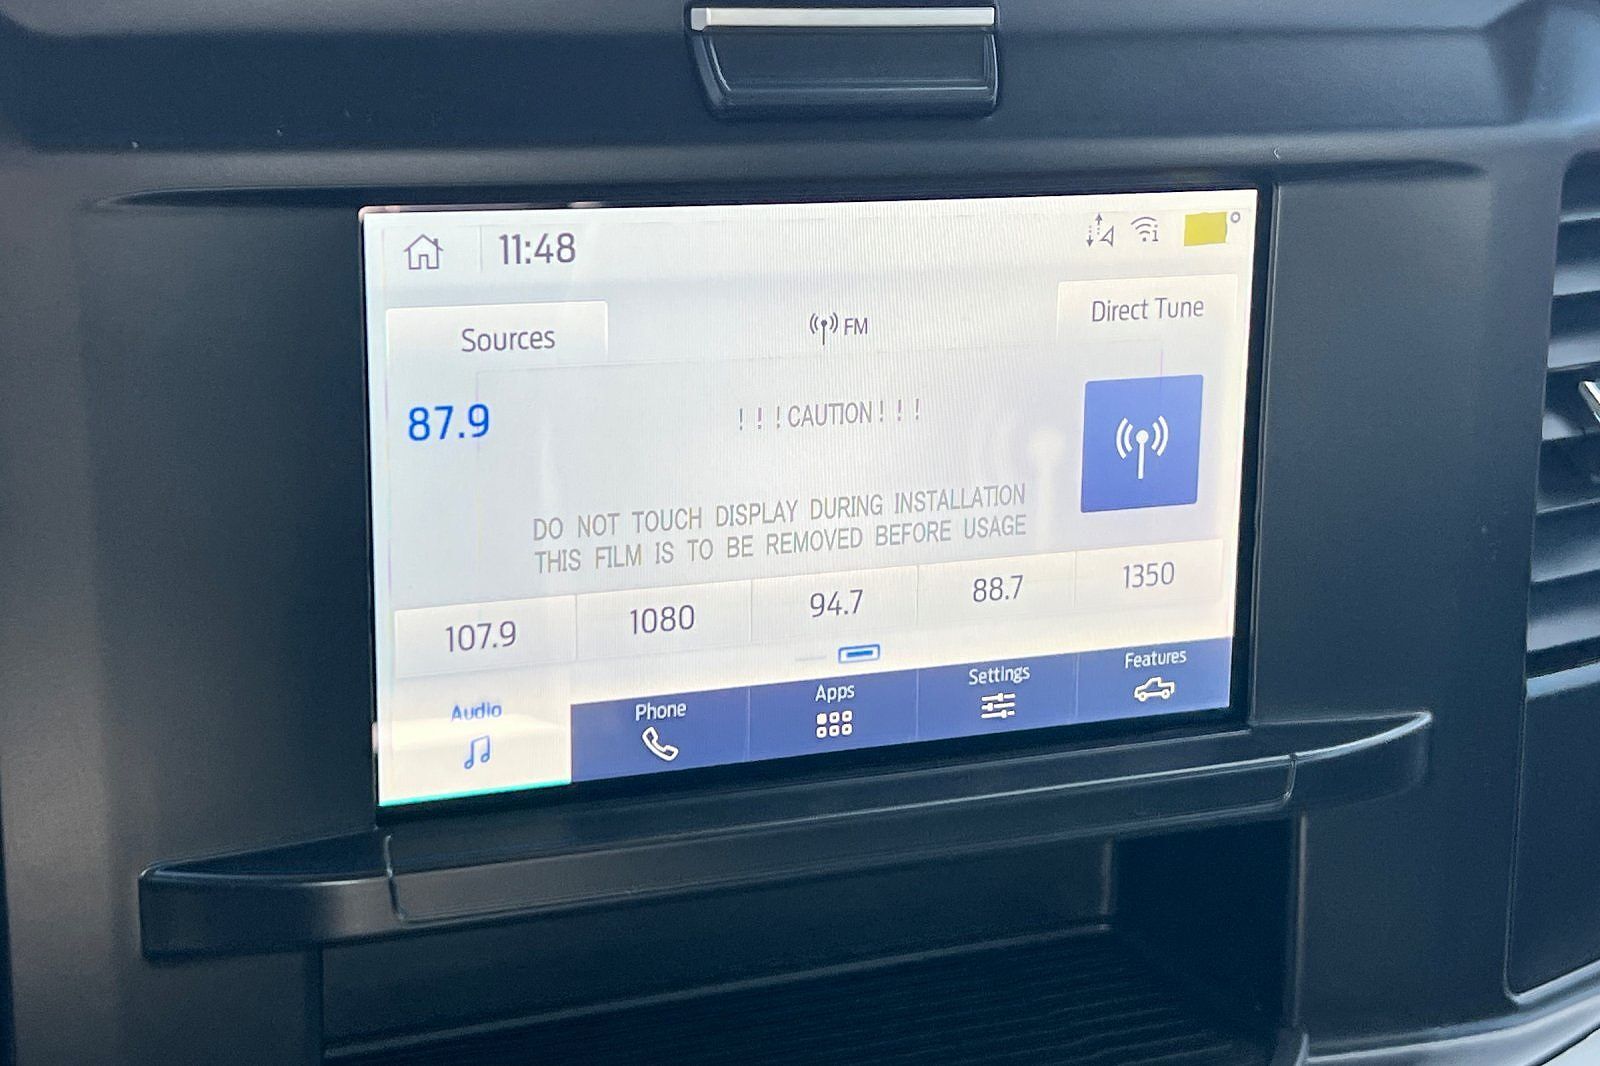 11:48
Sources
FM
Direct Tune
87.9
! ! ! CAUTION ! ! !
DO NOT TOUCH DISPLAY DURING INSTALLATION
THIS FILM IS TO BE REMOVED BEFORE USAGE
107.9 1080 94.7 88.7 1350
Audio Phone Apps Settings Features